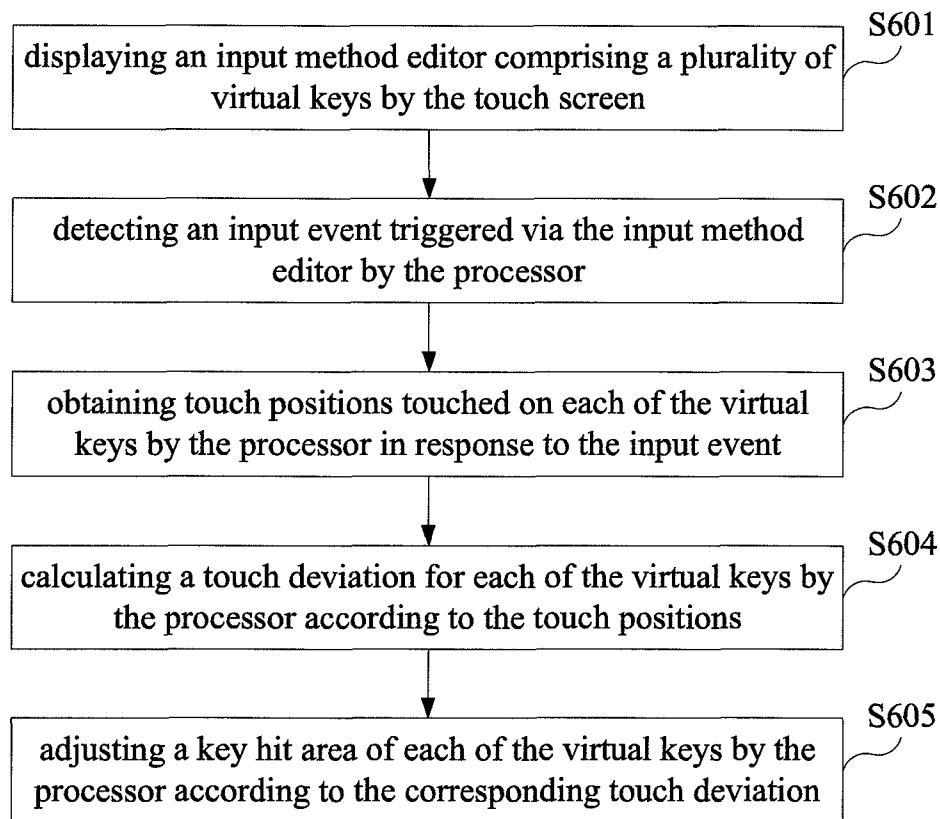 S601
displaying an input method editor comprising a plurality of
virtual keys by the touch screen
S602
detecting an input event triggered via the input method
editor by the processor
S603
obtaining touch positions touched on each of the virtual
keys by the processor in response to the input event
S604
calculating a touch deviation for each of the virtual keys by
the processor according to the touch positions
S605
adjusting a key hit area of each of the virtual keys by the
processor according to the corresponding touch deviation